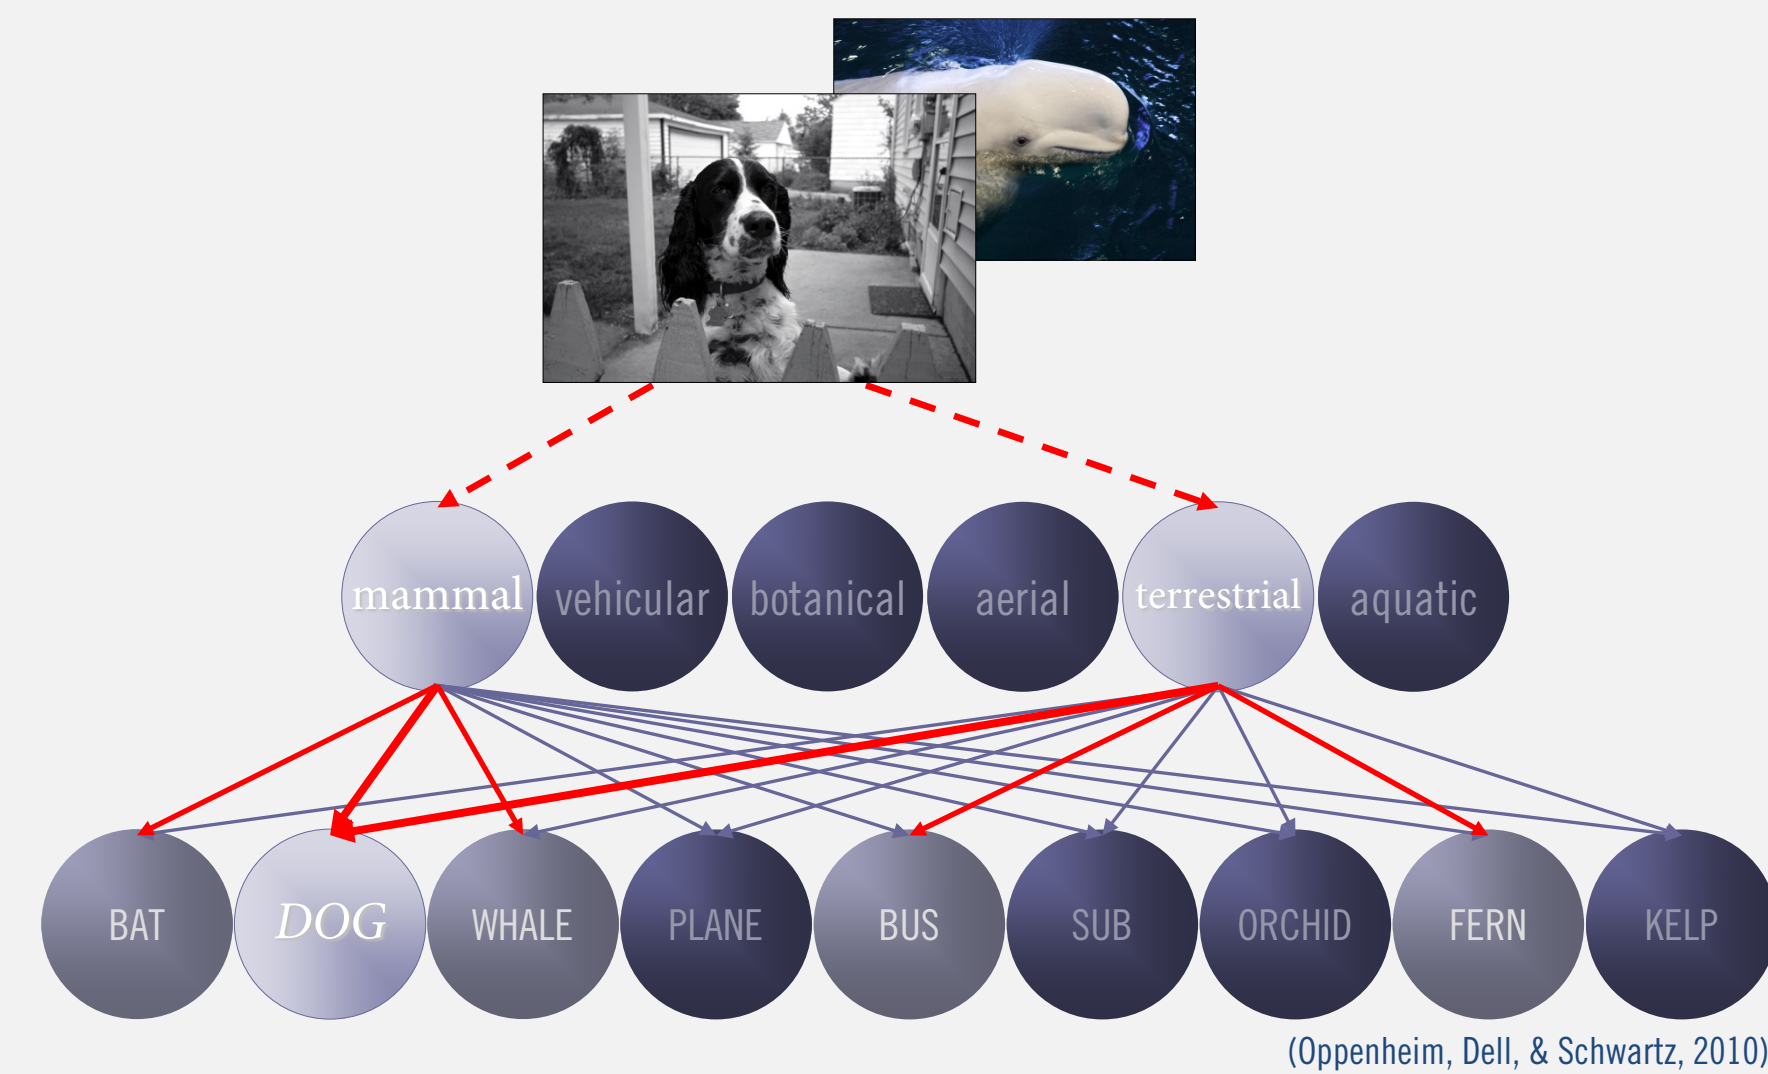 mammal vehicular botanical aerial terrestrial aquatic
BAT DOG WHALE PLANE BUS SUB ORCHID FERN KELP
(Oppenheim, Dell, & Schwartz, 2010)